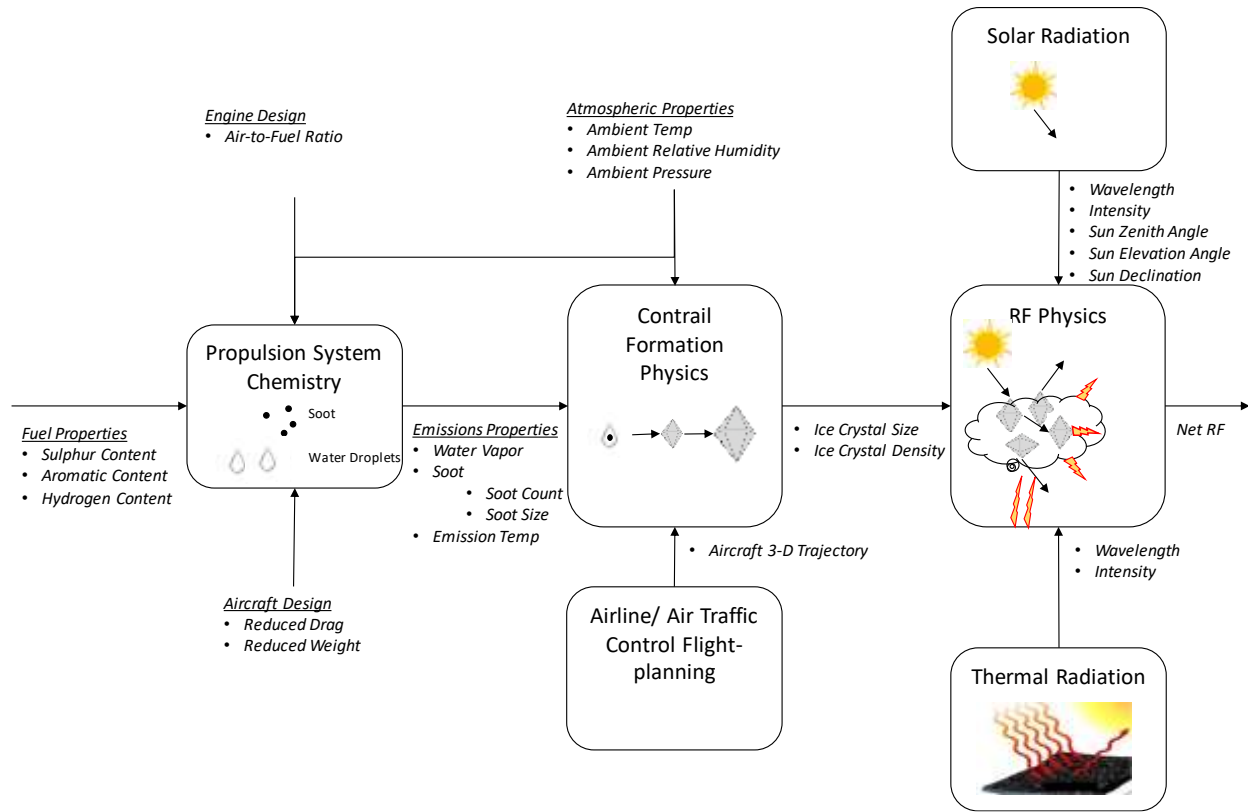 Solar Radiation
Engine Design
• Air-to-Fuel Ratio
Atmospheric Properties
• Ambient Temp
• Ambient Relative Humidity
• Ambient Pressure
• Wavelength
• Intensity
• Sun Zenith Angle
• Sun Elevation Angle
• Sun Declination
Propulsion System
Chemistry
Soot
Water Droplets
Contrail
Formation
Physics
RF Physics
Fuel Properties
• Sulphur Content
• Aromatic Content
• Hydrogen Content
Emissions Properties
• Water Vapor
• Soot
• Soot Count
• Soot Size
• Emission Temp
• Ice Crystal Size
• Ice Crystal Density
Net RF
Aircraft Design
• Reduced Drag
• Reduced Weight
• Aircraft 3-D Trajectory
Airline/ Air Traffic
Control Flight-
planning
• Wavelength
• Intensity
Thermal Radiation